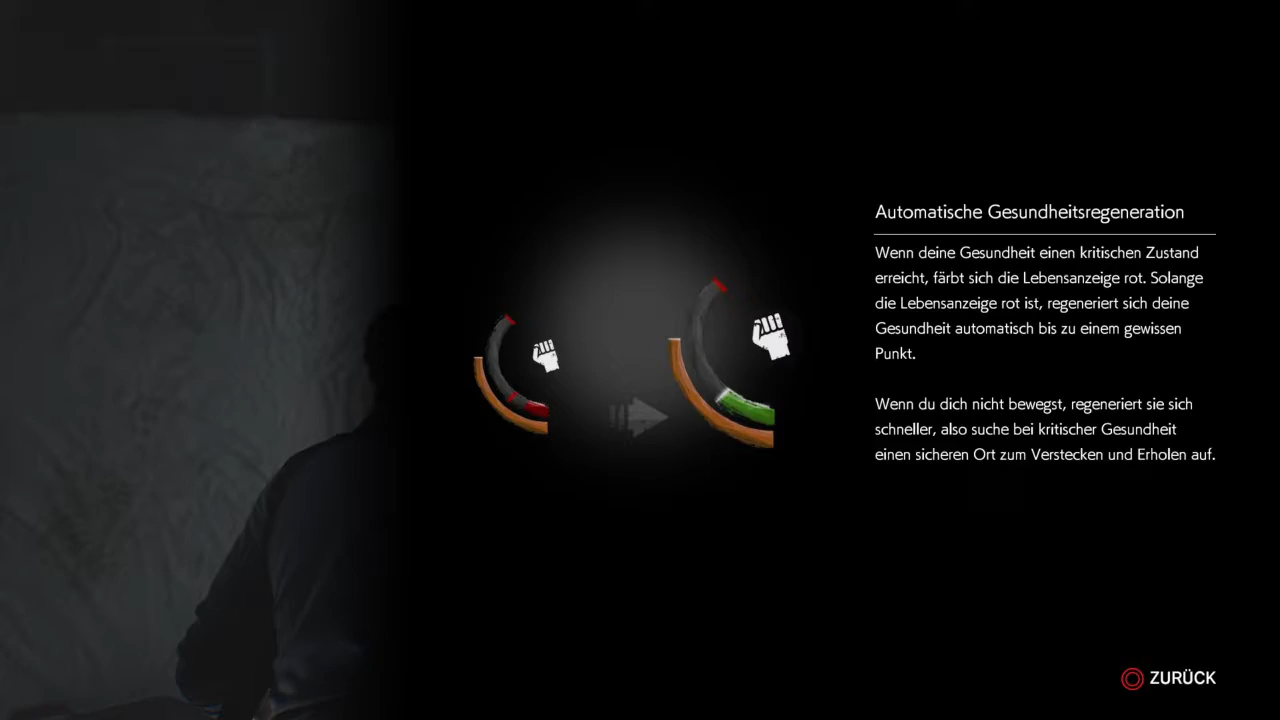 Automatische Gesundheitsregeneration
Wenn deine Gesundheit einen kritischen Zustand
erreicht, färbt sich die Lebensanzeige rot. Solange
die Lebensanzeige rot ist, regeneriert sich deine
Gesundheit automatisch bis zu einem gewissen
Punkt.
Wenn du dich nicht bewegst, regeneriert sie sich
schneller, also suche bei kritischer Gesundheit
einen sicheren Ort zum Verstecken und Erholen auf.
ZURÜCK